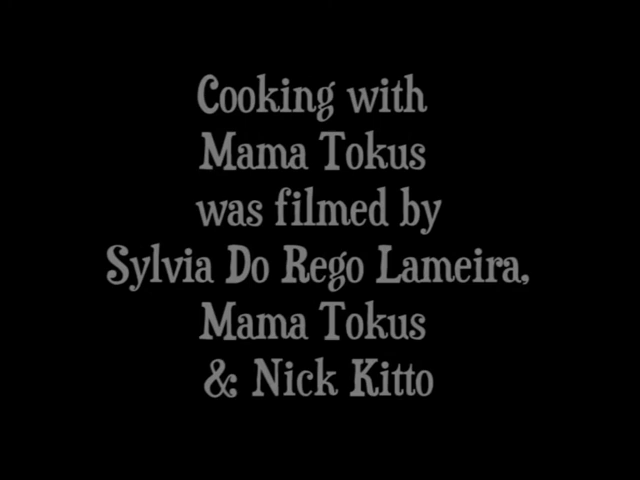 Cooking with
Mama Tokus
was filmed by
Sylvia Do Rego Lameira,
Mama Tokus
& Nick Kitto